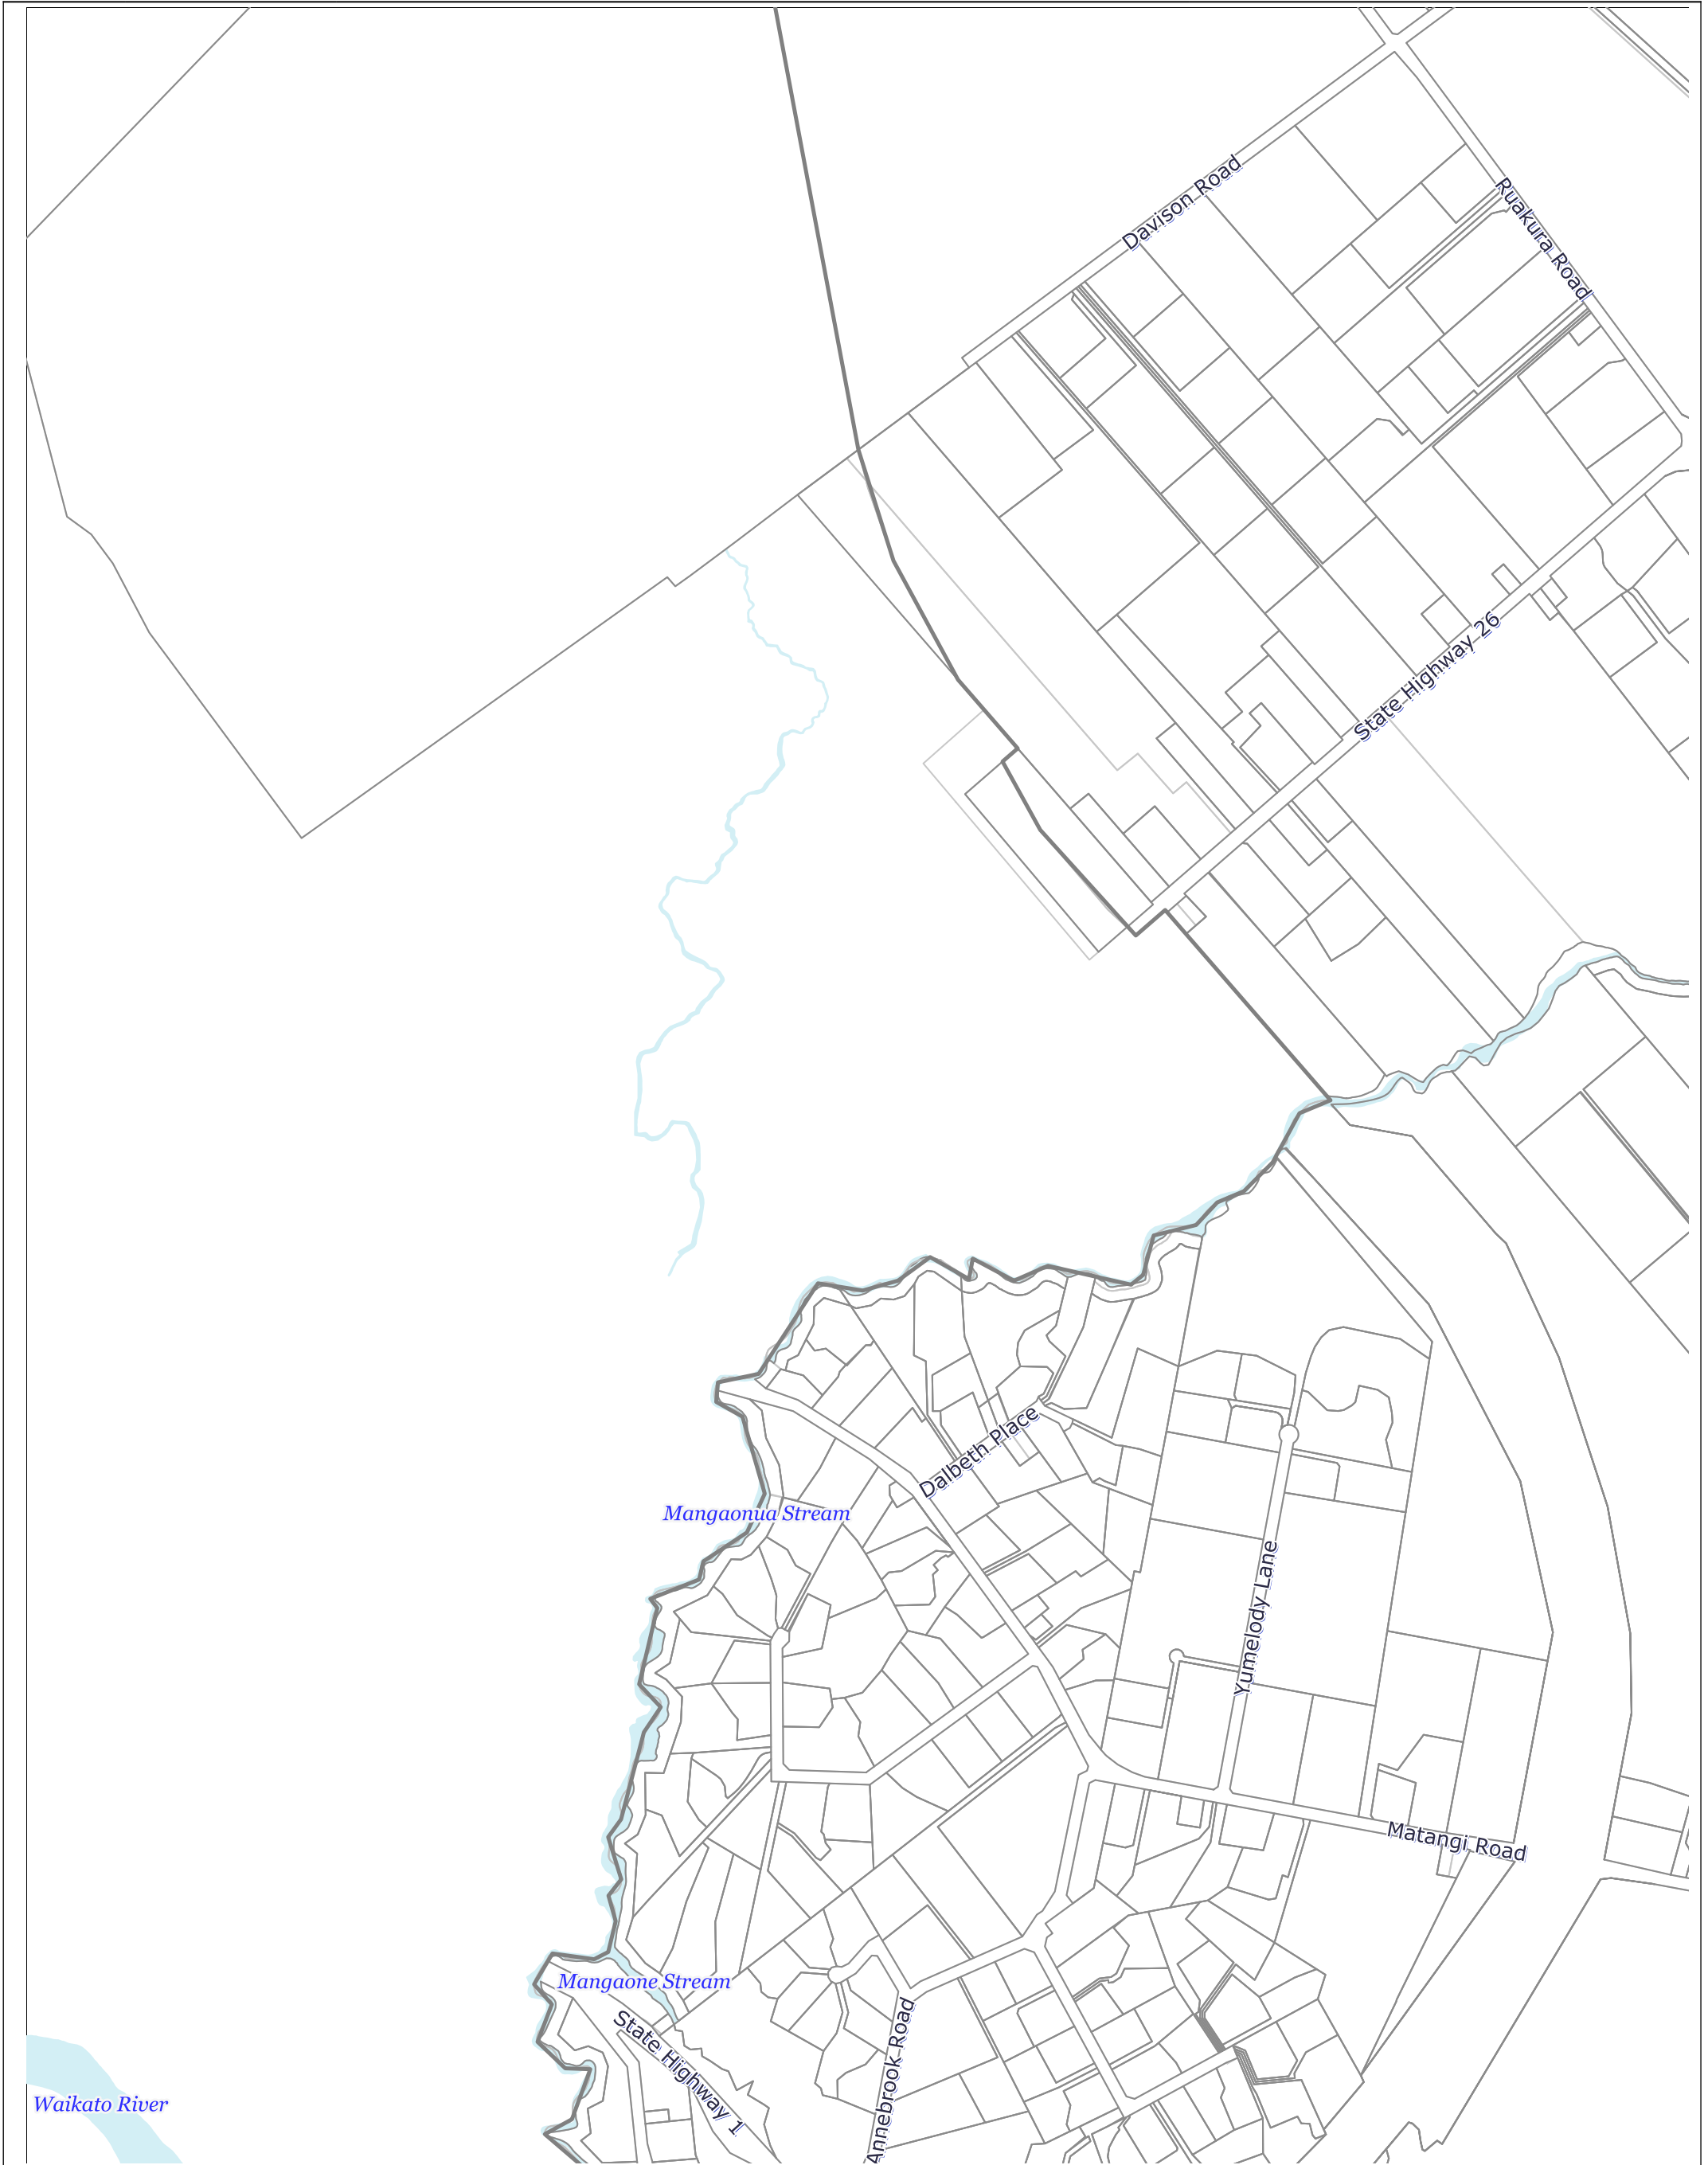 Davison Road
Ruakura Road
State Highway 26
Dalbeth Place
Mangaonua Stream
Yumelody Lane
Matangi Road
Mangaone Stream
State Highway 1
Annebrook Road
Waikato River